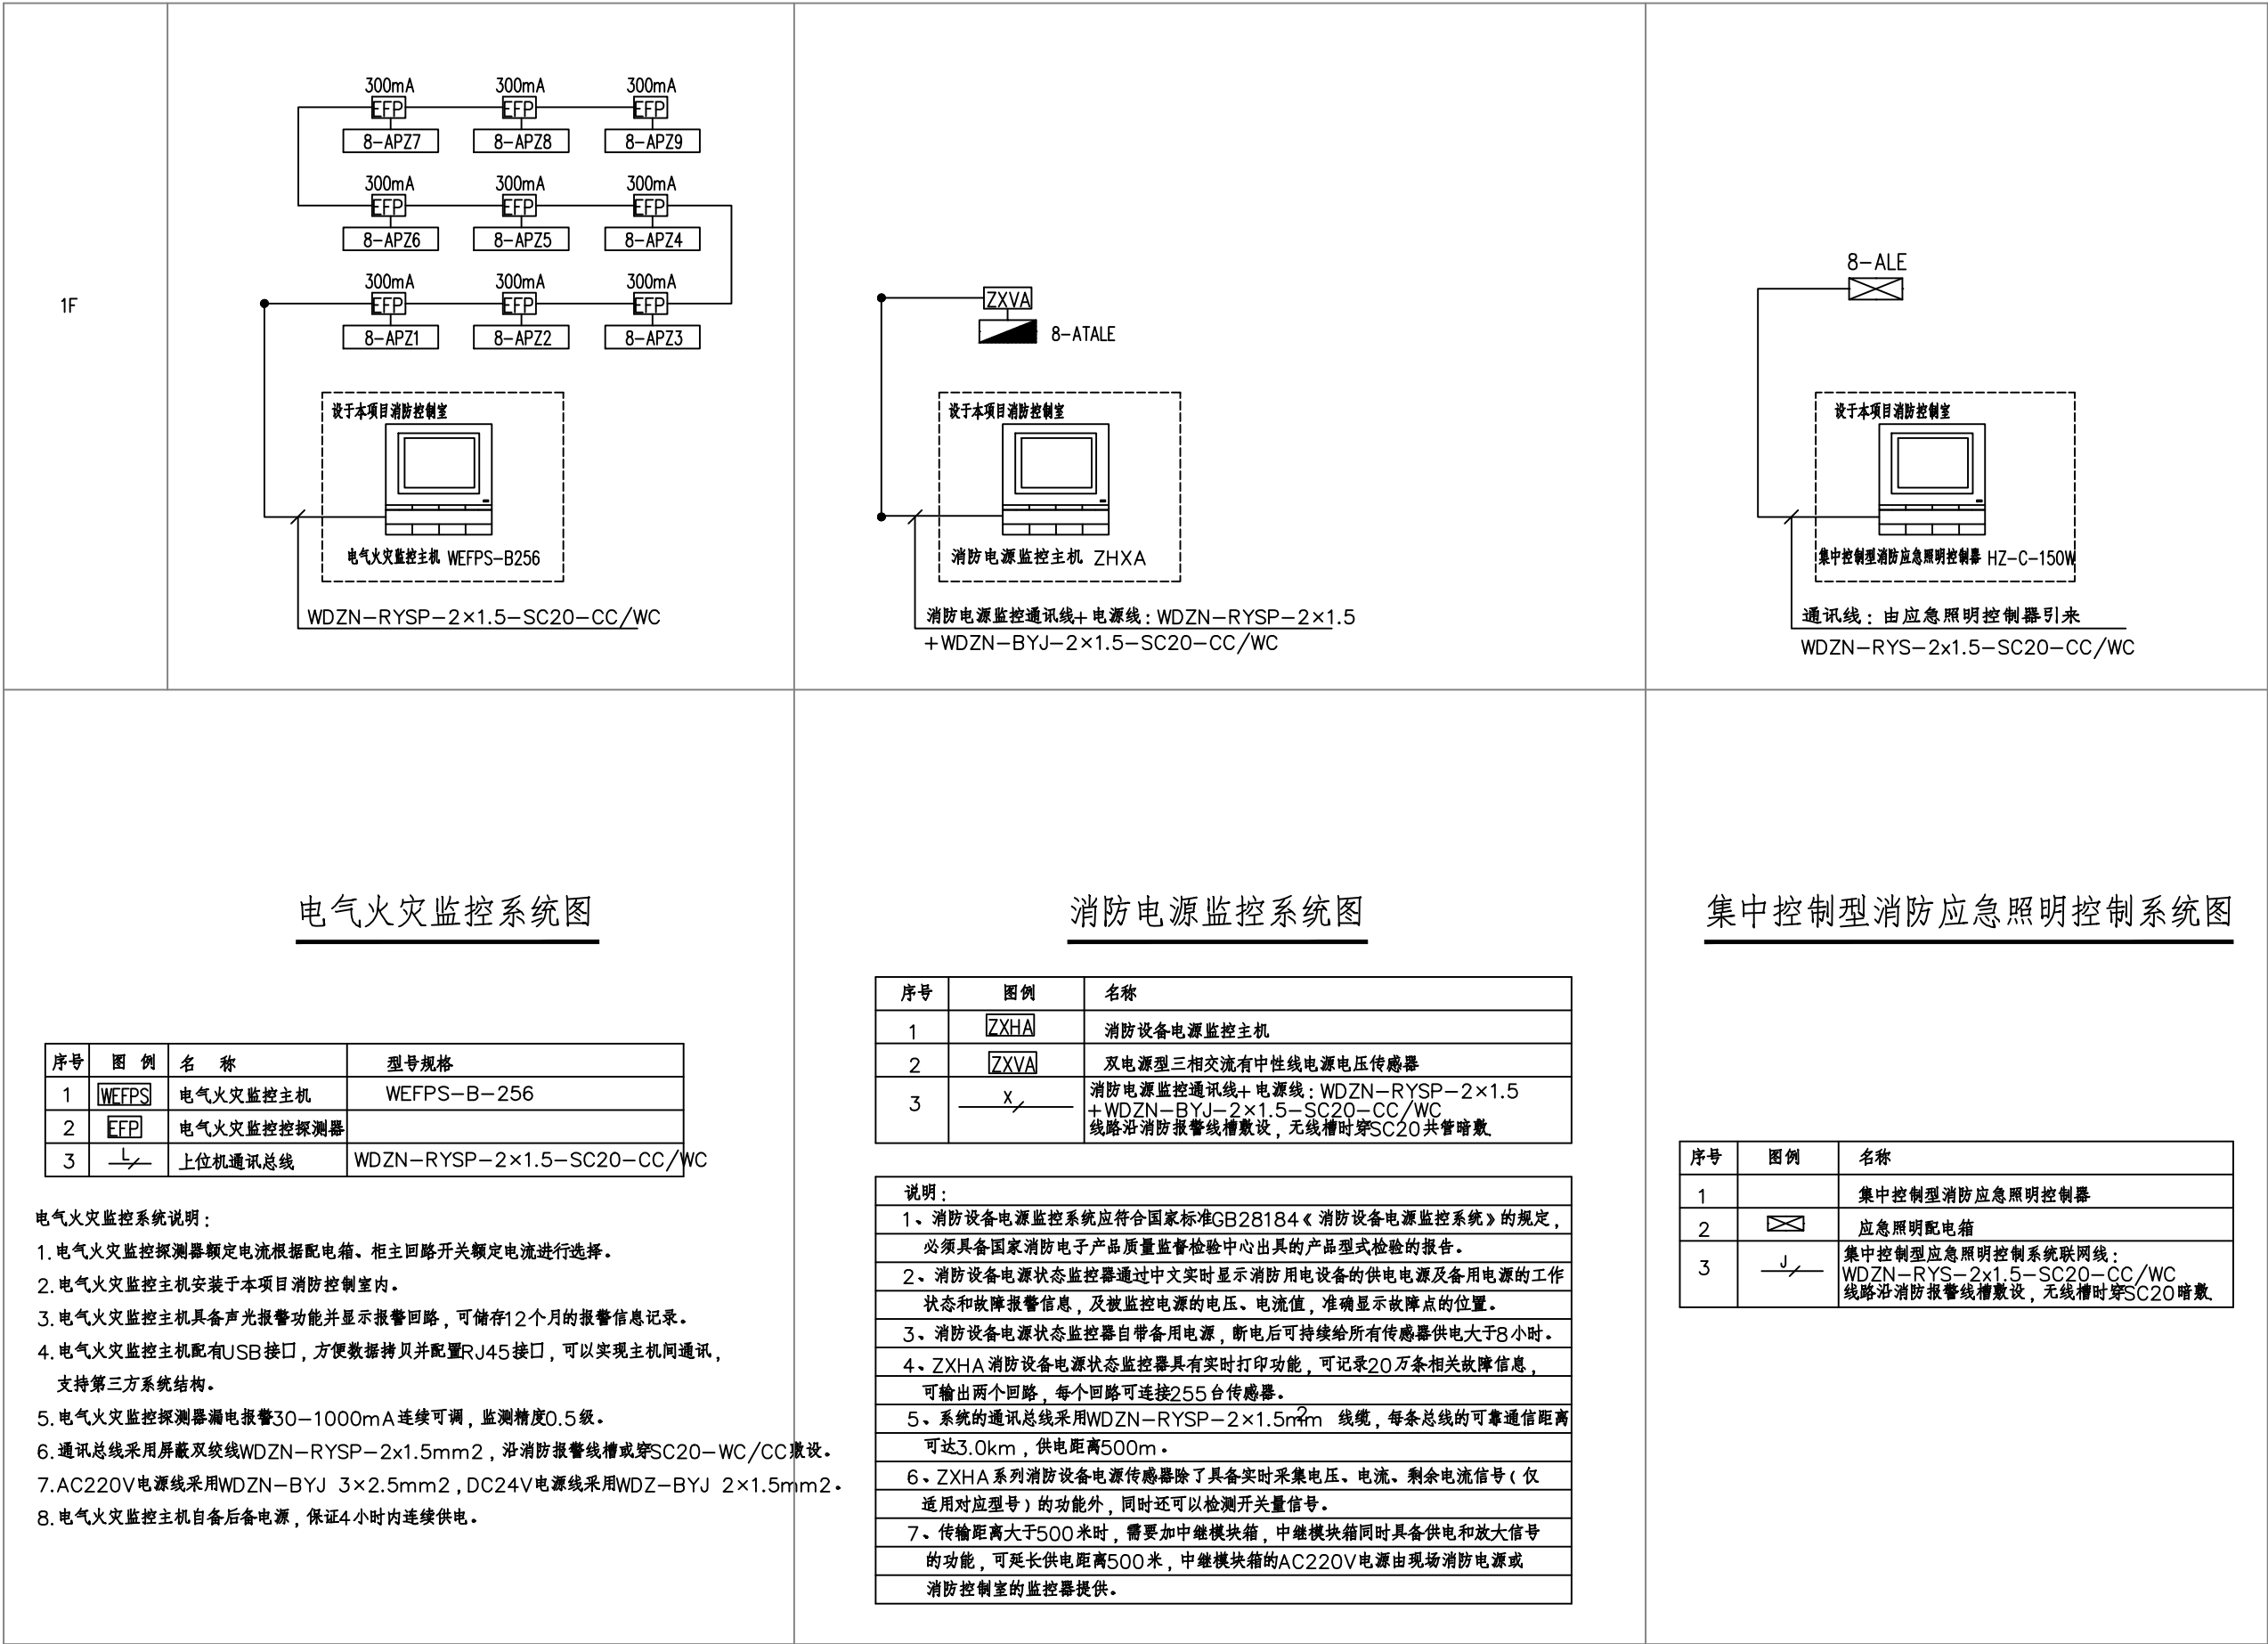 1F
300mA 300mA 300mA
EFP EFP EFP
8-APZ7 8-APZ8 8-APZ9
300mA 300mA 300mA
EFP EFP EFP
8-APZ6 8-APZ5 8-APZ4
300mA 300mA 300mA
EFP EFP EFP
8-APZ1 8-APZ2 8-APZ3
设于本项目消防控制室
电气火灾监控主机 WEFPS-B256
WDZN-RYSP-2×1.5-SC20-CC/WC
ZXVA
8-ATALE
设于本项目消防控制室
消防电源监控主机 ZHXA
消防电源监控通讯线+电源线：WDZN-RYSP-2×1.5
+WDZN-BYJ-2×1.5-SC20-CC/WC
8-ALE
设于本项目消防控制室
集中控制型消防应急照明控制器 HZ-C-150W
通讯线：由应急照明控制器引来
WDZN-RYS-2x1.5-SC20-CC/WC
电气火灾监控系统图
序号 图 例 名 称 型号规格
1 WEFPS 电气火灾监控主机 WEFPS-B-256
2 EFP 电气火灾监控控探测器
3 L 上位机通讯总线 WDZN-RYSP-2×1.5-SC20-CC/WC
电气火灾监控系统说明：
1.电气火灾监控探测器额定电流根据配电箱、柜主回路开关额定电流进行选择。
2.电气火灾监控主机安装于本项目消防控制室内。
3.电气火灾监控主机具备声光报警功能并显示报警回路，可储存12个月的报警信息记录。
4.电气火灾监控主机配有USB接口，方便数据拷贝并配置RJ45接口，可以实现主机间通讯，
支持第三方系统结构。
5.电气火灾监控探测器漏电报警30-1000mA连续可调，监测精度0.5级。
6.通讯总线采用屏蔽双绞线WDZN-RYSP-2x1.5mm2，沿消防报警线槽或穿SC20-WC/CC敷设。
7.AC220V电源线采用WDZN-BYJ 3×2.5mm2，DC24V电源线采用WDZ-BYJ 2×1.5mm2。
8.电气火灾监控主机自备后备电源，保证4小时内连续供电。
消防电源监控系统图
序号 图例 名称
1 ZXHA 消防设备电源监控主机
2 ZXVA 双电源型三相交流有中性线电源电压传感器
3 X 消防电源监控通讯线+电源线：WDZN-RYSP-2×1.5
+WDZN-BYJ-2×1.5-SC20-CC/WC
线路沿消防报警线槽敷设，无线槽时穿SC20共管暗敷.
说明：
1、消防设备电源监控系统应符合国家标准GB28184《消防设备电源监控系统》的规定，
必须具备国家消防电子产品质量监督检验中心出具的产品型式检验的报告。
2、消防设备电源状态监控器通过中文实时显示消防用电设备的供电电源及备用电源的工作
状态和故障报警信息，及被监控电源的电压、电流值，准确显示故障点的位置。
3、消防设备电源状态监控器自带备用电源，断电后可持续给所有传感器供电大于8小时。
4、ZXHA消防设备电源状态监控器具有实时打印功能，可记录20万条相关故障信息，
可输出两个回路，每个回路可连接255台传感器。
5、系统的通讯总线采用WDZN-RYSP-2×1.5mm² 线缆，每条总线的可靠通信距离
可达3.0km，供电距离500m。
6、ZXHA系列消防设备电源传感器除了具备实时采集电压、电流、剩余电流信号（仅
适用对应型号）的功能外，同时还可以检测开关量信号。
7、传输距离大于500米时，需要加中继模块箱，中继模块箱同时具备供电和放大信号
的功能，可延长供电距离500米，中继模块箱的AC220V电源由现场消防电源或
消防控制室的监控器提供。
集中控制型消防应急照明控制系统图
序号 图例 名称
1 集中控制型消防应急照明控制器
2 应急照明配电箱
3 J 集中控制型应急照明控制系统联网线：
WDZN-RYS-2x1.5-SC20-CC/WC
线路沿消防报警线槽敷设，无线槽时穿SC20暗敷.